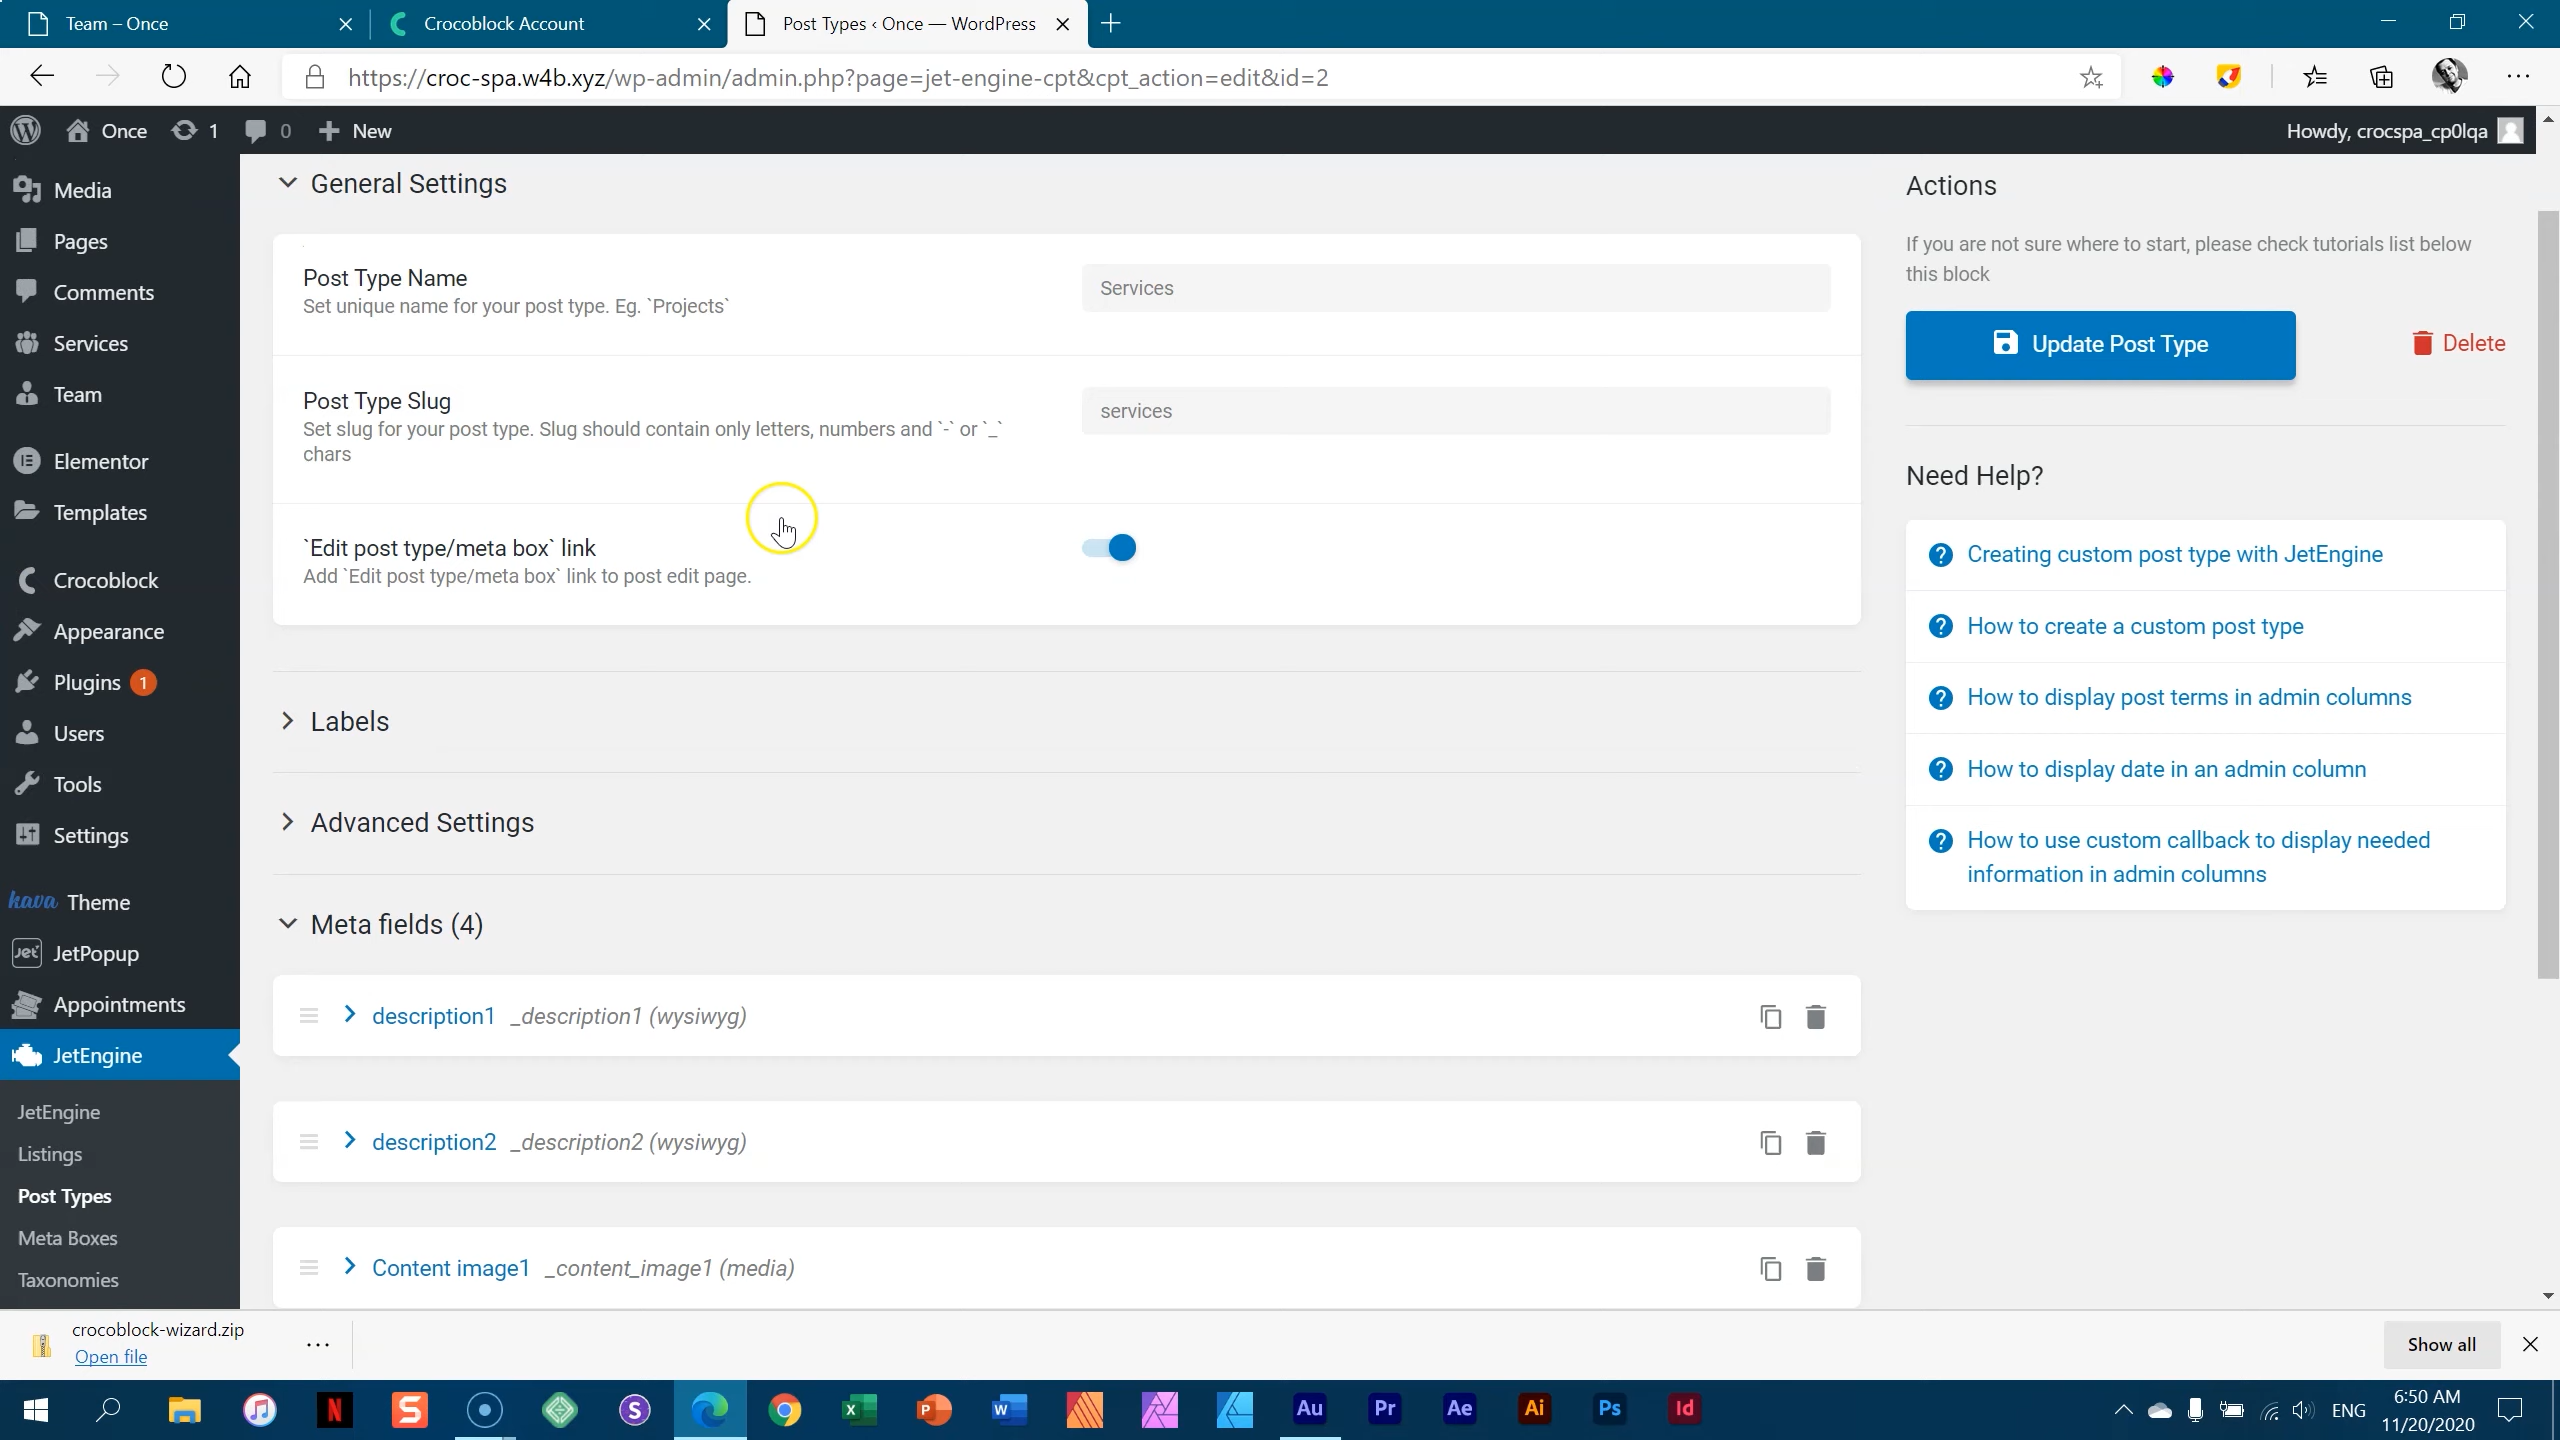 Team – Once
Crocoblock Account
Post Types ‹ Once — WordPress
https://croc-spa.w4b.xyz/wp-admin/admin.php?page=jet-engine-cpt&cpt_action=edit&id=2
Once
1
0
New
Howdy, crocspa_cp0lqa
Media
Pages
Comments
Services
Team
Elementor
Templates
Crocoblock
Appearance
Plugins 1
Users
Tools
Settings
kava Theme
Jet JetPopup
Appointments
JetEngine
JetEngine
Listings
Post Types
Meta Boxes
Taxonomies
General Settings
Post Type Name
Set unique name for your post type. Eg. `Projects`
Services
Post Type Slug
Set slug for your post type. Slug should contain only letters, numbers and `-` or `_`
chars
services
`Edit post type/meta box` link
Add `Edit post type/meta box` link to post edit page.
Labels
Advanced Settings
Meta fields (4)
description1 _description1 (wysiwyg)
description2 _description2 (wysiwyg)
Content image1 _content_image1 (media)
Actions
If you are not sure where to start, please check tutorials list below
this block
Update Post Type
Delete
Need Help?
Creating custom post type with JetEngine
How to create a custom post type
How to display post terms in admin columns
How to display date in an admin column
How to use custom callback to display needed
information in admin columns
crocoblock-wizard.zip
Open file
Show all
N
S
S
X
P
W
Au
Pr
Ae
Ai
Ps
Id
ENG
6:50 AM
11/20/2020